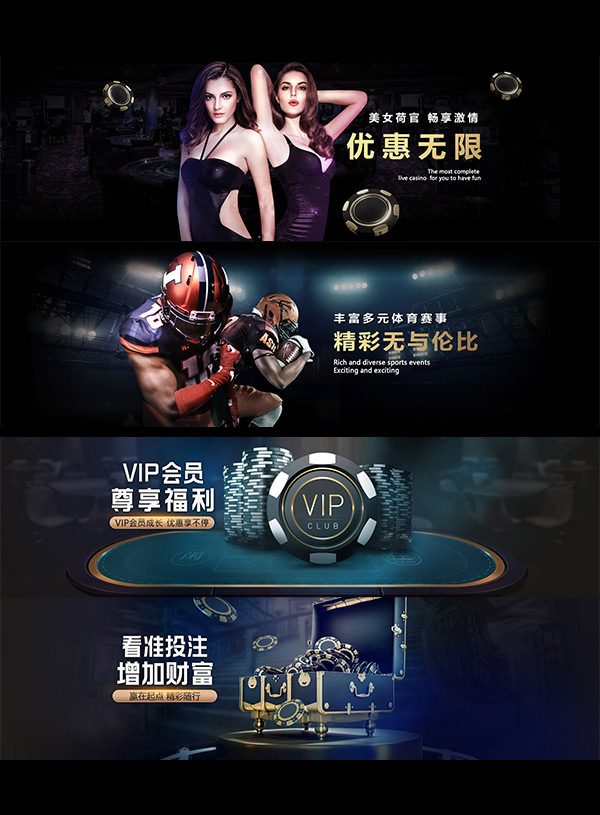 美女荷官 畅享激情
优惠无限
The most complete
live casino for you to have fun
丰富多元体育赛事
精彩无与伦比
Rich and diverse sports events
Exciting and exciting
VIP会员
尊享福利
VIP会员成长 优惠享不停
VIP
CLUB
看准投注
增加财富
赢在起点 精彩随行